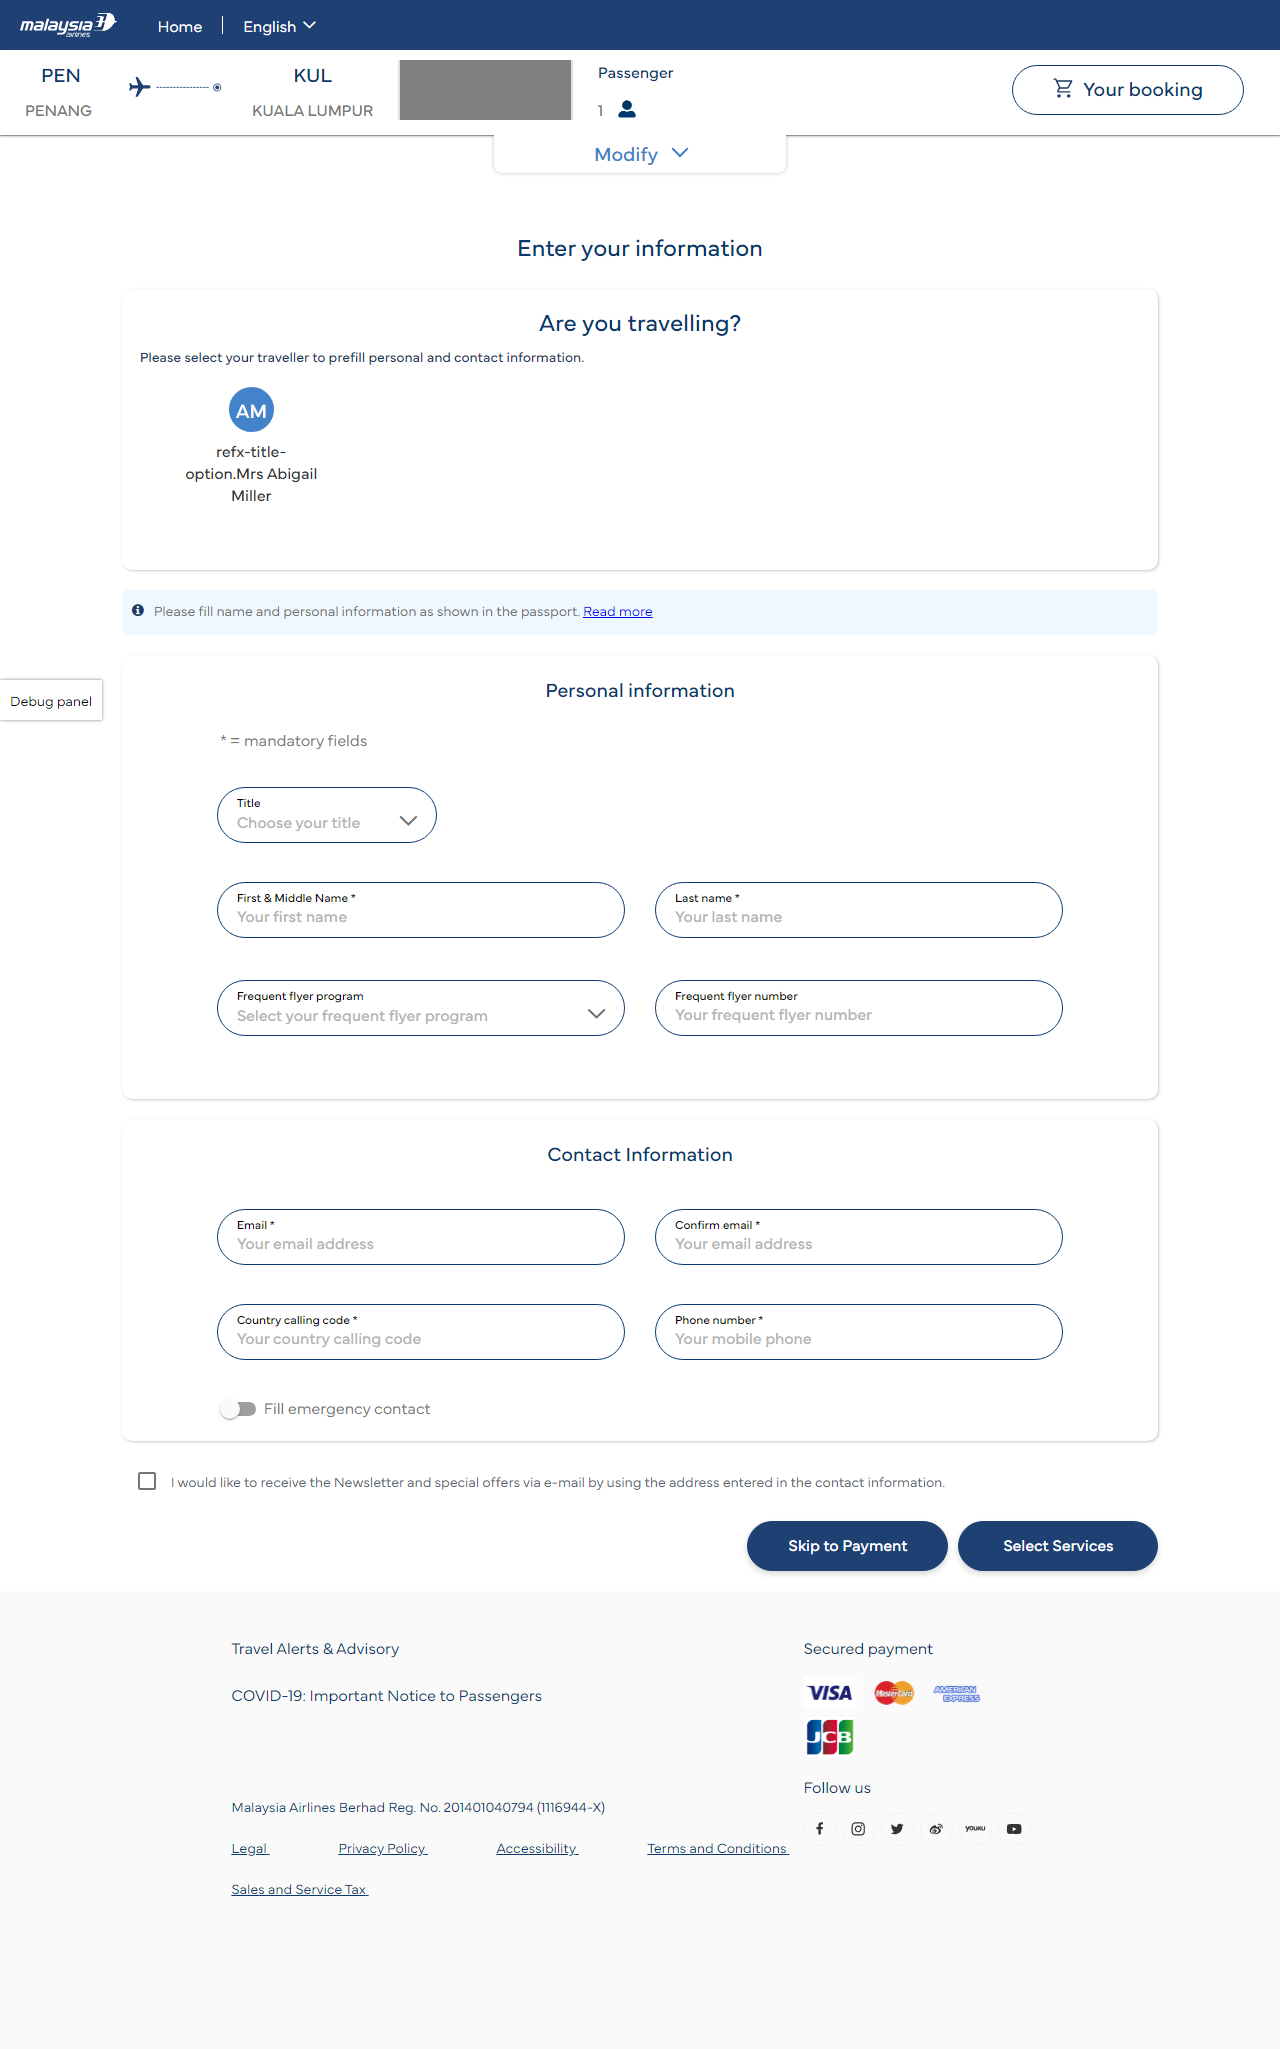 malaysia airlines
Home
English
PEN
PENANG
KUL
KUALA LUMPUR
Passenger
1
Your booking
Modify
Enter your information
Are you travelling?
Please select your traveller to prefill personal and contact information.
AM
refx-title-
option.Mrs Abigail
Miller
Please fill name and personal information as shown in the passport. Read more
Debug panel
Personal information
* = mandatory fields
Title
Choose your title
First & Middle Name *
Your first name
Last name *
Your last name
Frequent flyer program
Select your frequent flyer program
Frequent flyer number
Your frequent flyer number
Contact Information
Email *
Your email address
Confirm email *
Your email address
Country calling code *
Your country calling code
Phone number *
Your mobile phone
Fill emergency contact
I would like to receive the Newsletter and special offers via e-mail by using the address entered in the contact information.
Skip to Payment
Select Services
Travel Alerts & Advisory
COVID-19: Important Notice to Passengers
Secured payment
VISA
MasterCard
AMERICAN EXPRESS
JCB
Follow us
YOUKU
Malaysia Airlines Berhad Reg. No. 201401040794 (1116944-X)
Legal
Privacy Policy
Accessibility
Terms and Conditions
Sales and Service Tax